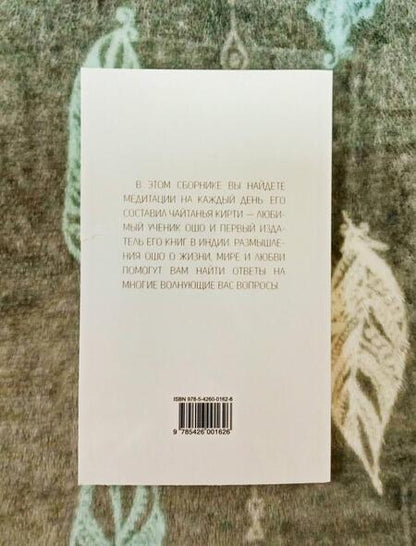 В ЭТОМ СБОРНИКЕ ВЫ НАЙДЕТЕ
МЕДИТАЦИИ НА КАЖДЫЙ ДЕНЬ. ЕГО
СОСТАВИЛ ЧАЙТАНЬЯ КИРТИ — ЛЮБИ-
МЫЙ УЧЕНИК ОШО И ПЕРВЫЙ ИЗДА-
ТЕЛЬ ЕГО КНИГ В ИНДИИ. РАЗМЫШЛЕ-
НИЯ ОШО О ЖИЗНИ, МИРЕ И ЛЮБВИ
ПОМОГУТ ВАМ НАЙТИ ОТВЕТЫ НА
МНОГИЕ ВОЛНУЮЩИЕ ВАС ВОПРОСЫ.
ISBN 978-5-4260-0162-6
9 785426 001626